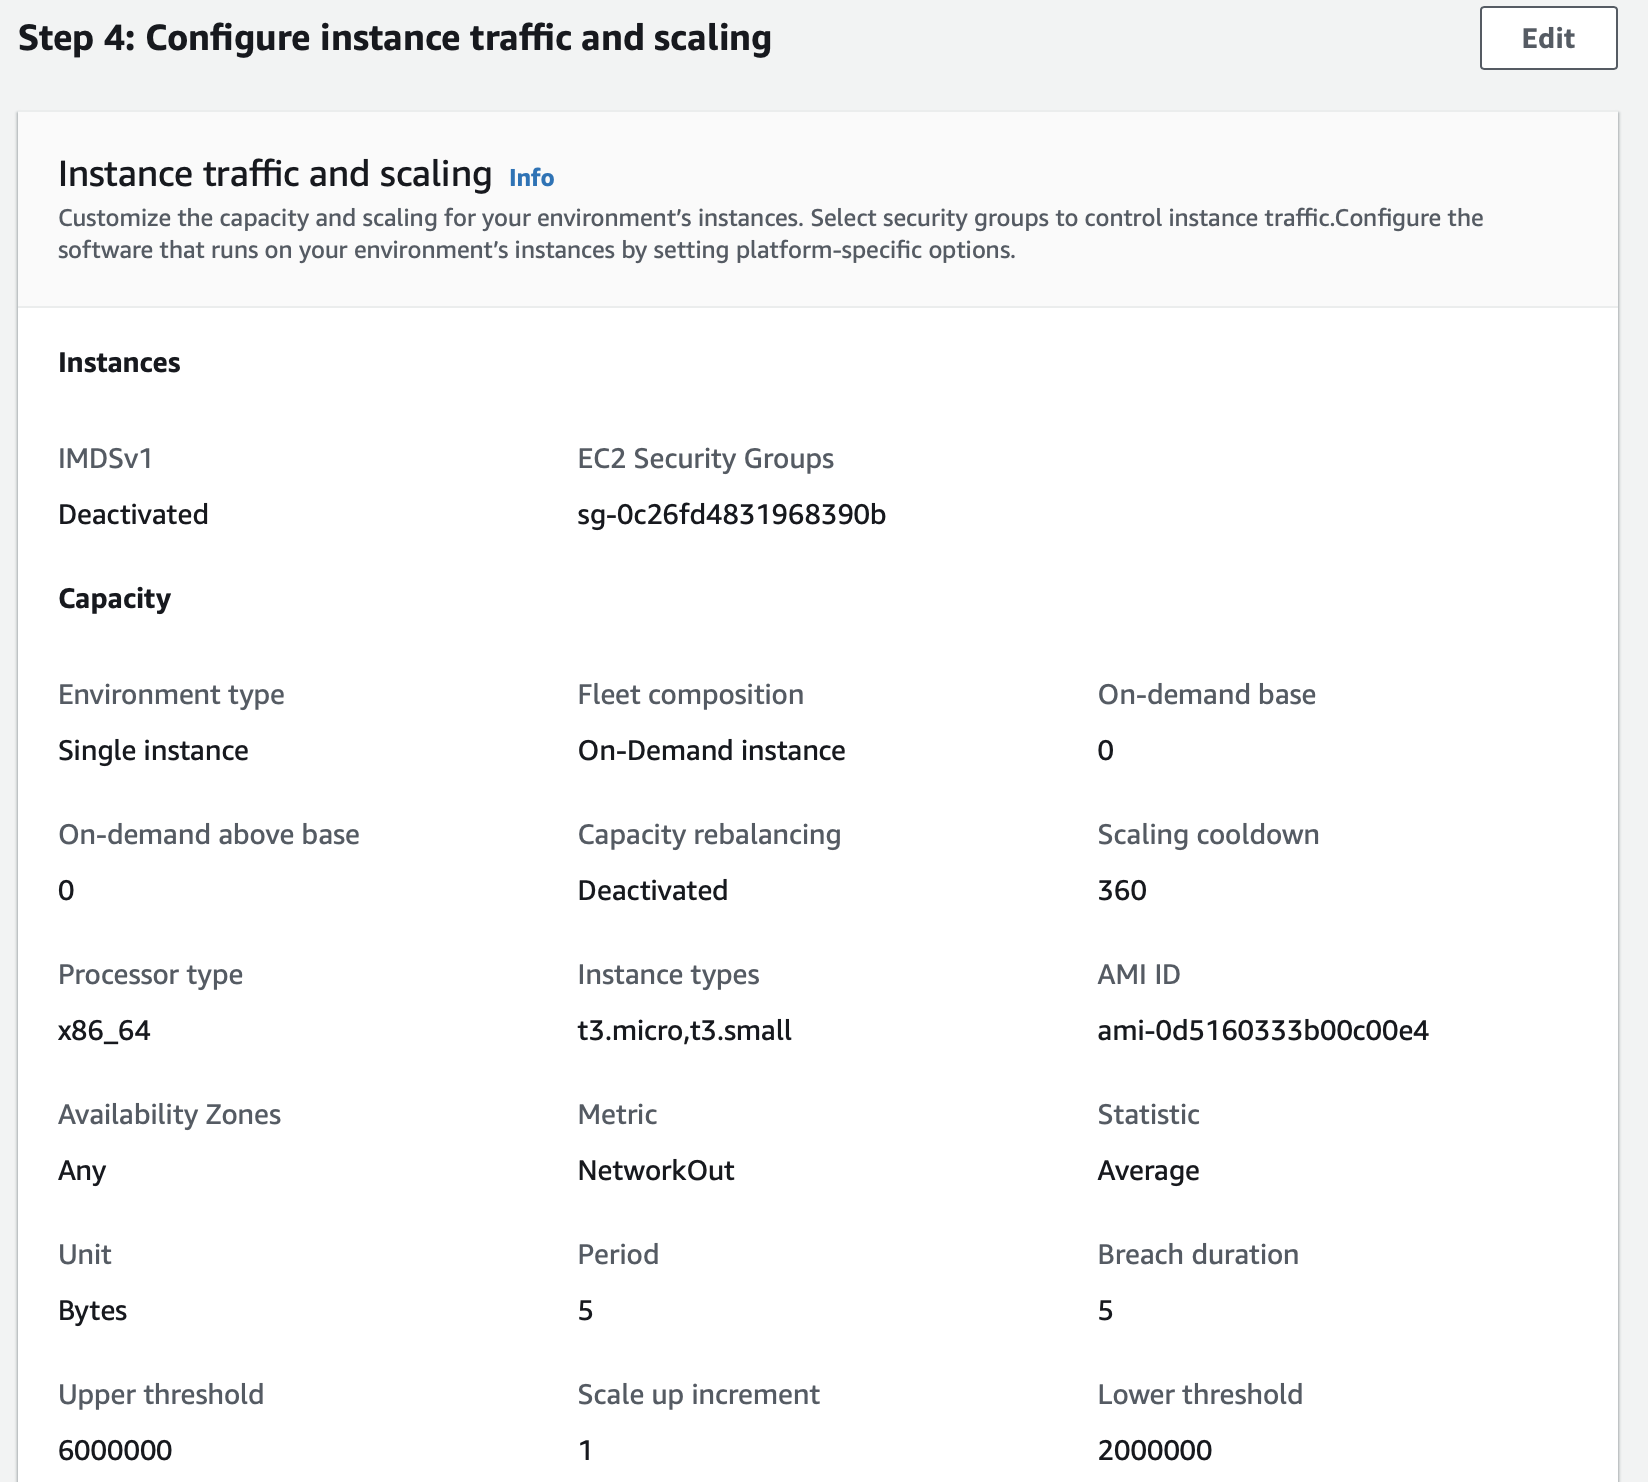 Step 4: Configure instance traffic and scaling
Edit
Instance traffic and scaling Info
Customize the capacity and scaling for your environment's instances. Select security groups to control instance traffic.Configure the
software that runs on your environment's instances by setting platform-specific options.
Instances
IMDSv1
EC2 Security Groups
Deactivated
sg-0c26fd4831968390b
Capacity
Environment type
Fleet composition
On-demand base
Single instance
On-Demand instance
0
On-demand above base
Capacity rebalancing
Scaling cooldown
0
Deactivated
360
Processor type
Instance types
AMI ID
x86_64
t3.micro,t3.small
ami-0d5160333b00c00e4
Availability Zones
Metric
Statistic
Any
NetworkOut
Average
Unit
Period
Breach duration
Bytes
5
5
Upper threshold
Scale up increment
Lower threshold
6000000
1
2000000